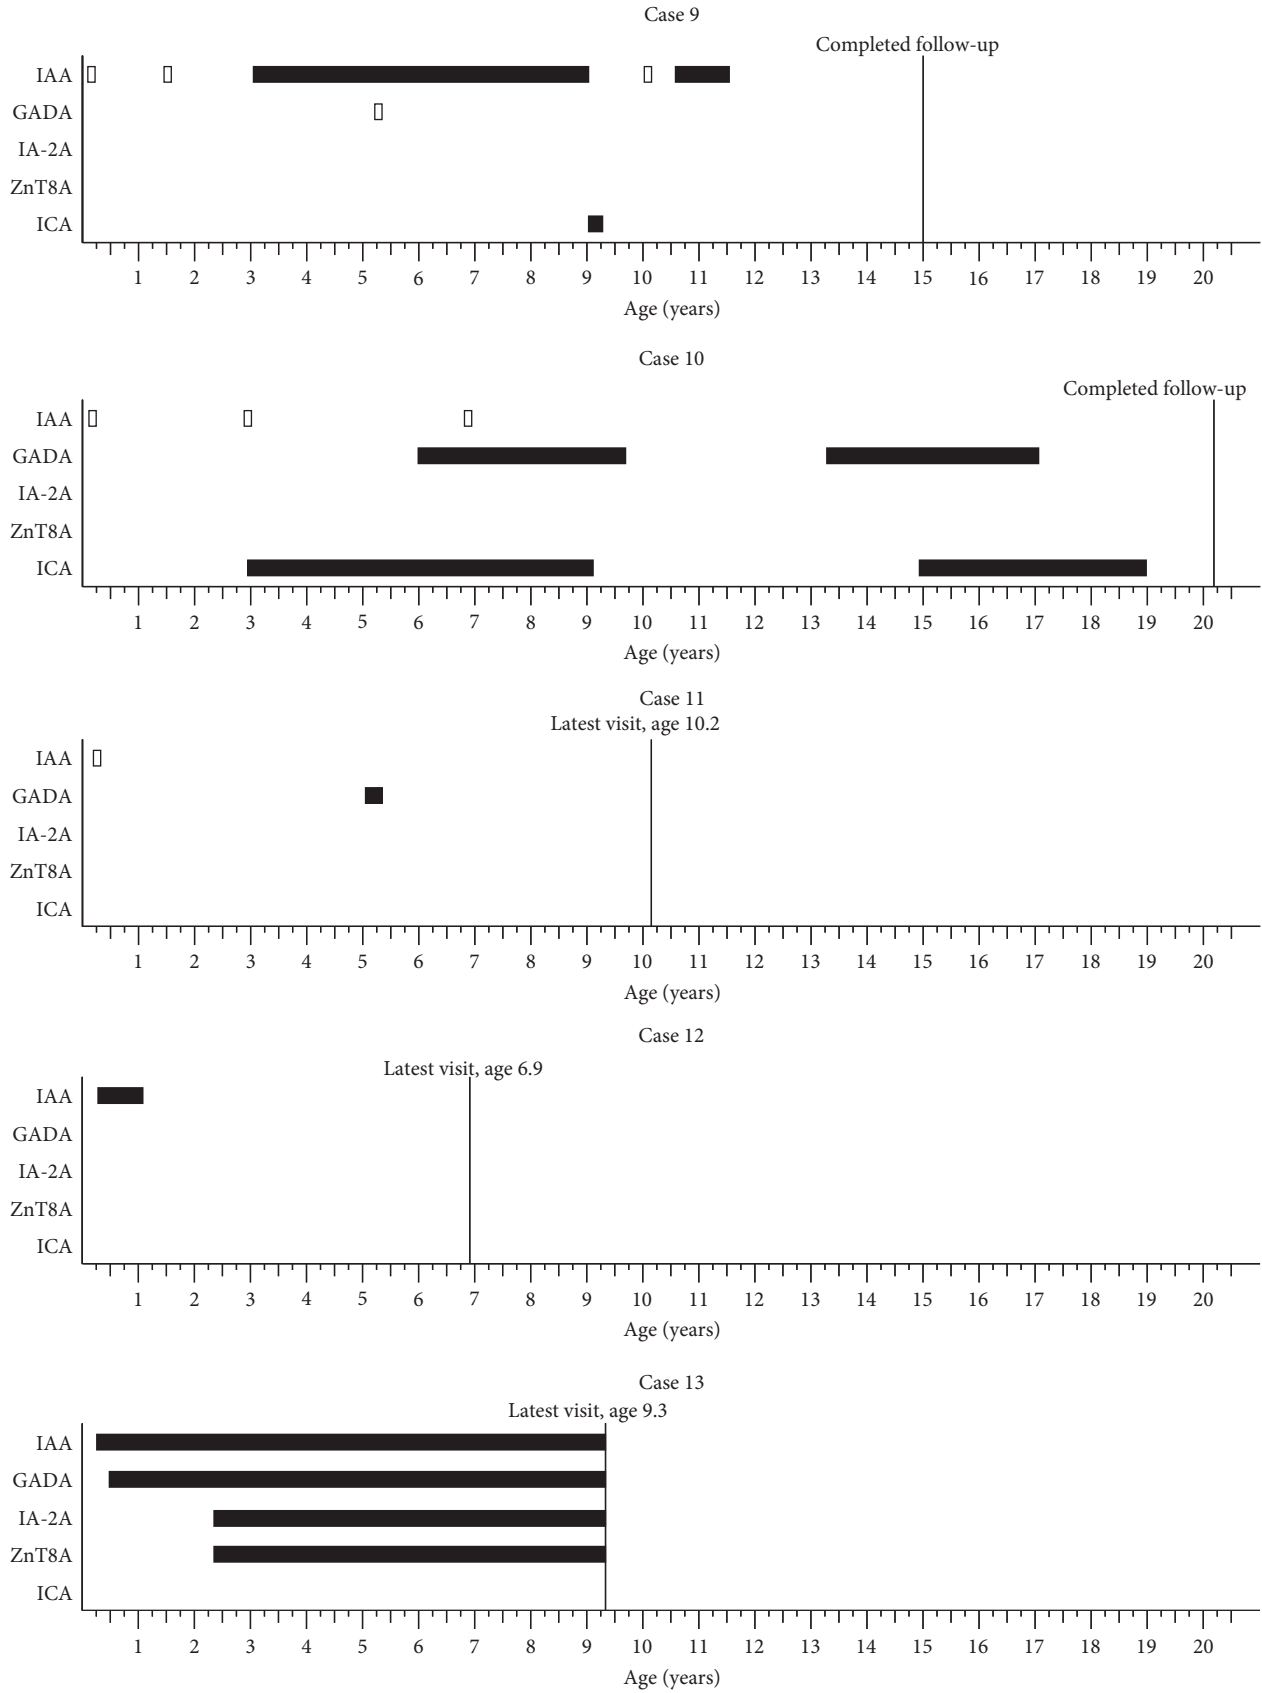 Case 9
Completed follow-up
IAA
GADA
IA-2A
ZnT8A
ICA
1 2 3 4 5 6 7 8 9 10 11 12 13 14 15 16 17 18 19 20
Age (years)
Case 10
Completed follow-up
IAA
GADA
IA-2A
ZnT8A
ICA
1 2 3 4 5 6 7 8 9 10 11 12 13 14 15 16 17 18 19 20
Age (years)
Case 11
Latest visit, age 10.2
IAA
GADA
IA-2A
ZnT8A
ICA
1 2 3 4 5 6 7 8 9 10 11 12 13 14 15 16 17 18 19 20
Age (years)
Case 12
Latest visit, age 6.9
IAA
GADA
IA-2A
ZnT8A
ICA
1 2 3 4 5 6 7 8 9 10 11 12 13 14 15 16 17 18 19 20
Age (years)
Case 13
Latest visit, age 9.3
IAA
GADA
IA-2A
ZnT8A
ICA
1 2 3 4 5 6 7 8 9 10 11 12 13 14 15 16 17 18 19 20
Age (years)